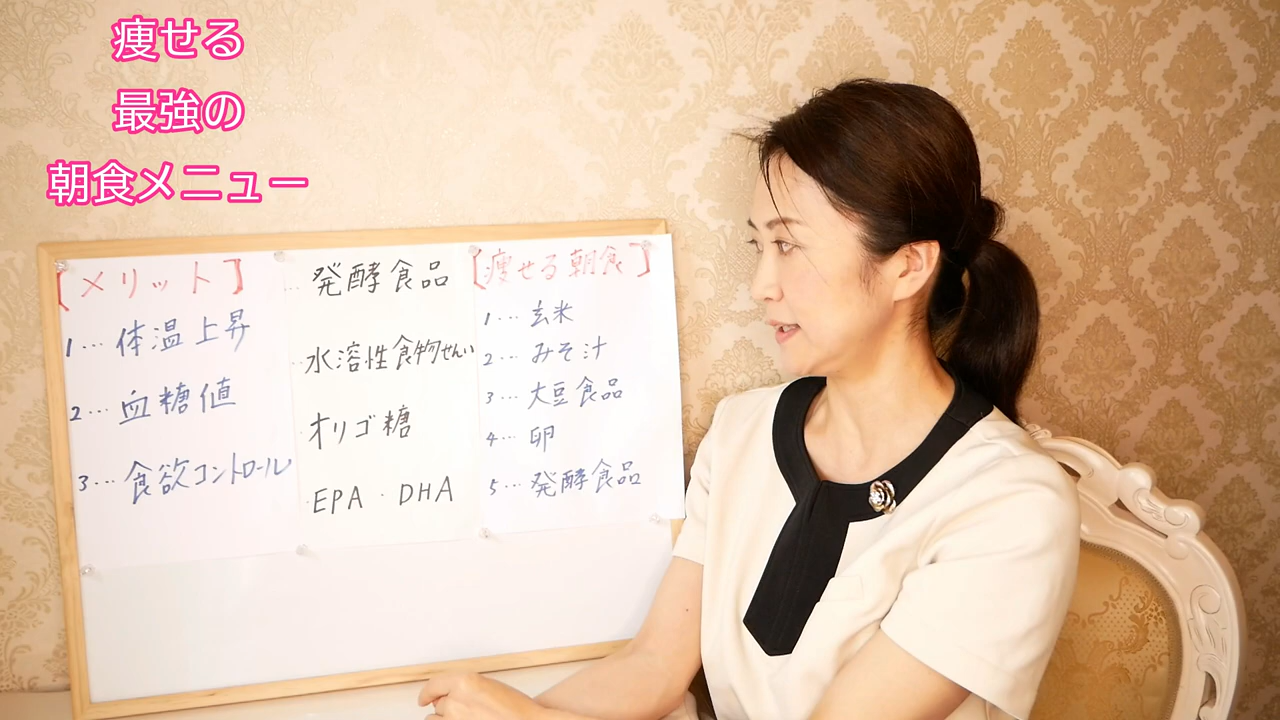 痩せる
最強の
朝食メニュー
【メリット】
1… 体温上昇
2… 血糖値
3… 食欲コントロール
・発酵食品
・水溶性食物せんい
・オリゴ糖
・EPA・DHA
【痩せる朝食】
1… 玄米
2… みそ汁
3… 大豆食品
4… 卵
5… 発酵食品